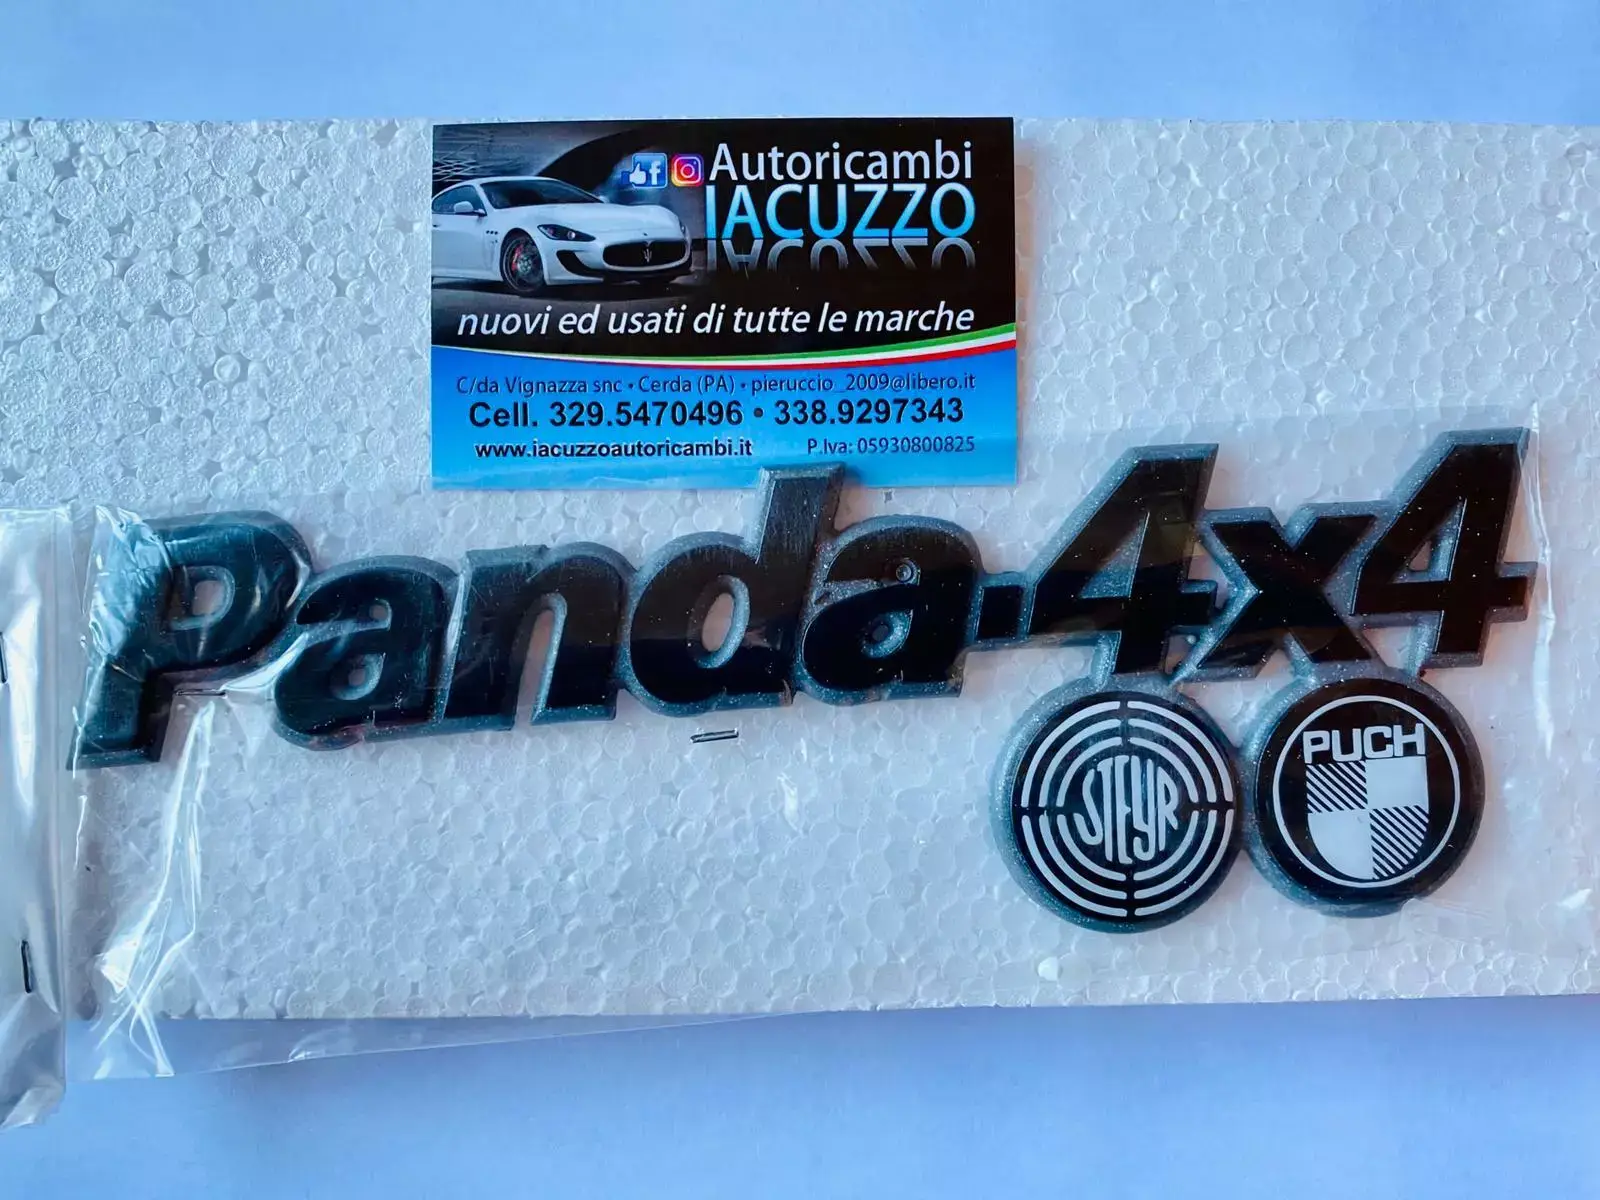 Autoricambi
IACUZZO
nuovi ed usati di tutte le marche
C/da Vignazza snc • Cerda (PA) • pieruccio_2009@libero.it
Cell. 329.5470496 • 338.9297343
www.iacuzzoautoricambi.it P.Iva: 05930800825
Panda-4x4
STEYR
PUCH